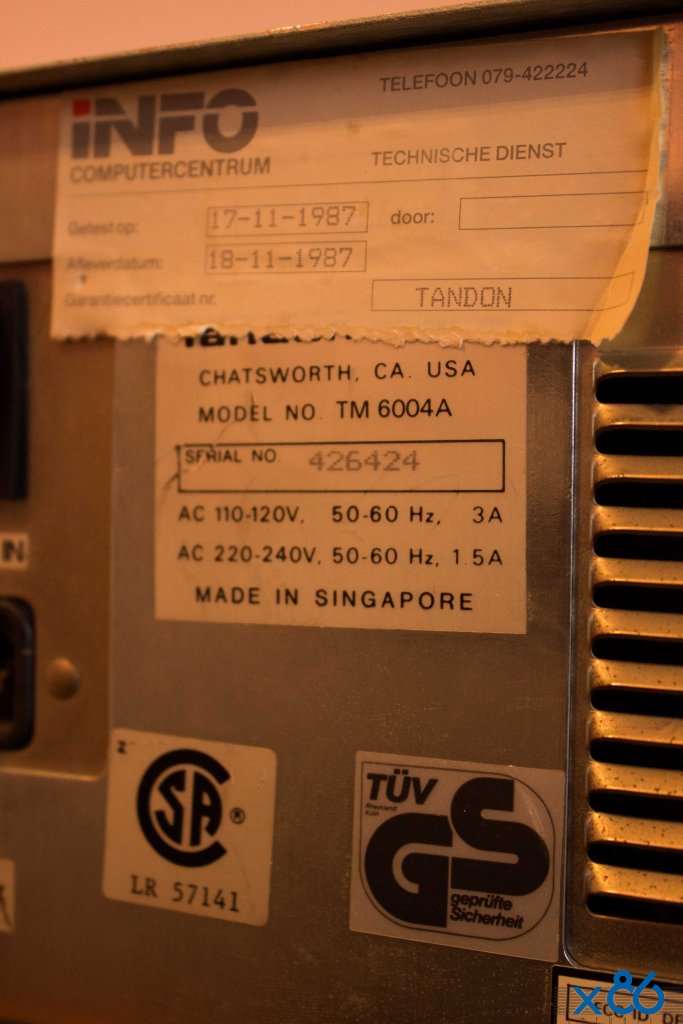 TELEFOON 079-422224
INFO
COMPUTERCENTRUM
TECHNISCHE DIENST
Getest op: 17-11-1987 door:
Afleverdatum: 18-11-1987
Garantiecertificaat nr. TANDON
CHATSWORTH, CA. USA
MODEL NO. TM 6004A
SERIAL NO. 426424
AC 110-120V, 50-60 Hz, 3A
AC 220-240V, 50-60 Hz, 1.5A
MADE IN SINGAPORE
IN
Z
CSA ®
LR 57141
TÜV
Rheinland
Köln
GS
geprüfte
Sicherheit
x86